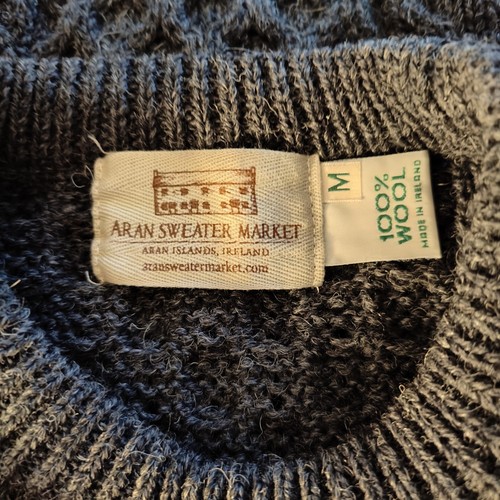 ARAN SWEATER MARKET
ARAN ISLANDS, IRELAND
aransweatermarket.com
M
100%
WOOL
MADE IN IRELAND